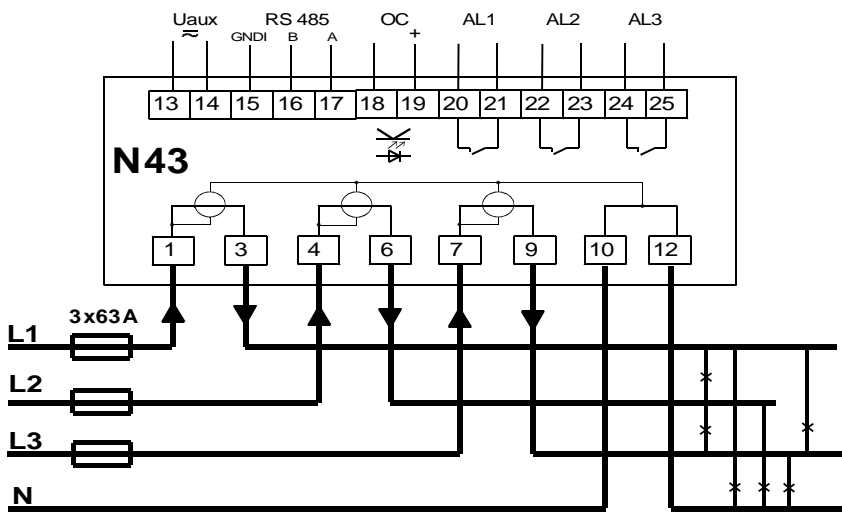 Uaux RS 485 OC AL1 AL2 AL3
GNDI B A +
13 14 15 16 17 18 19 20 21 22 23 24 25
N43
1 3 4 6 7 9 10 12
3x63A
L1
L2
L3
N